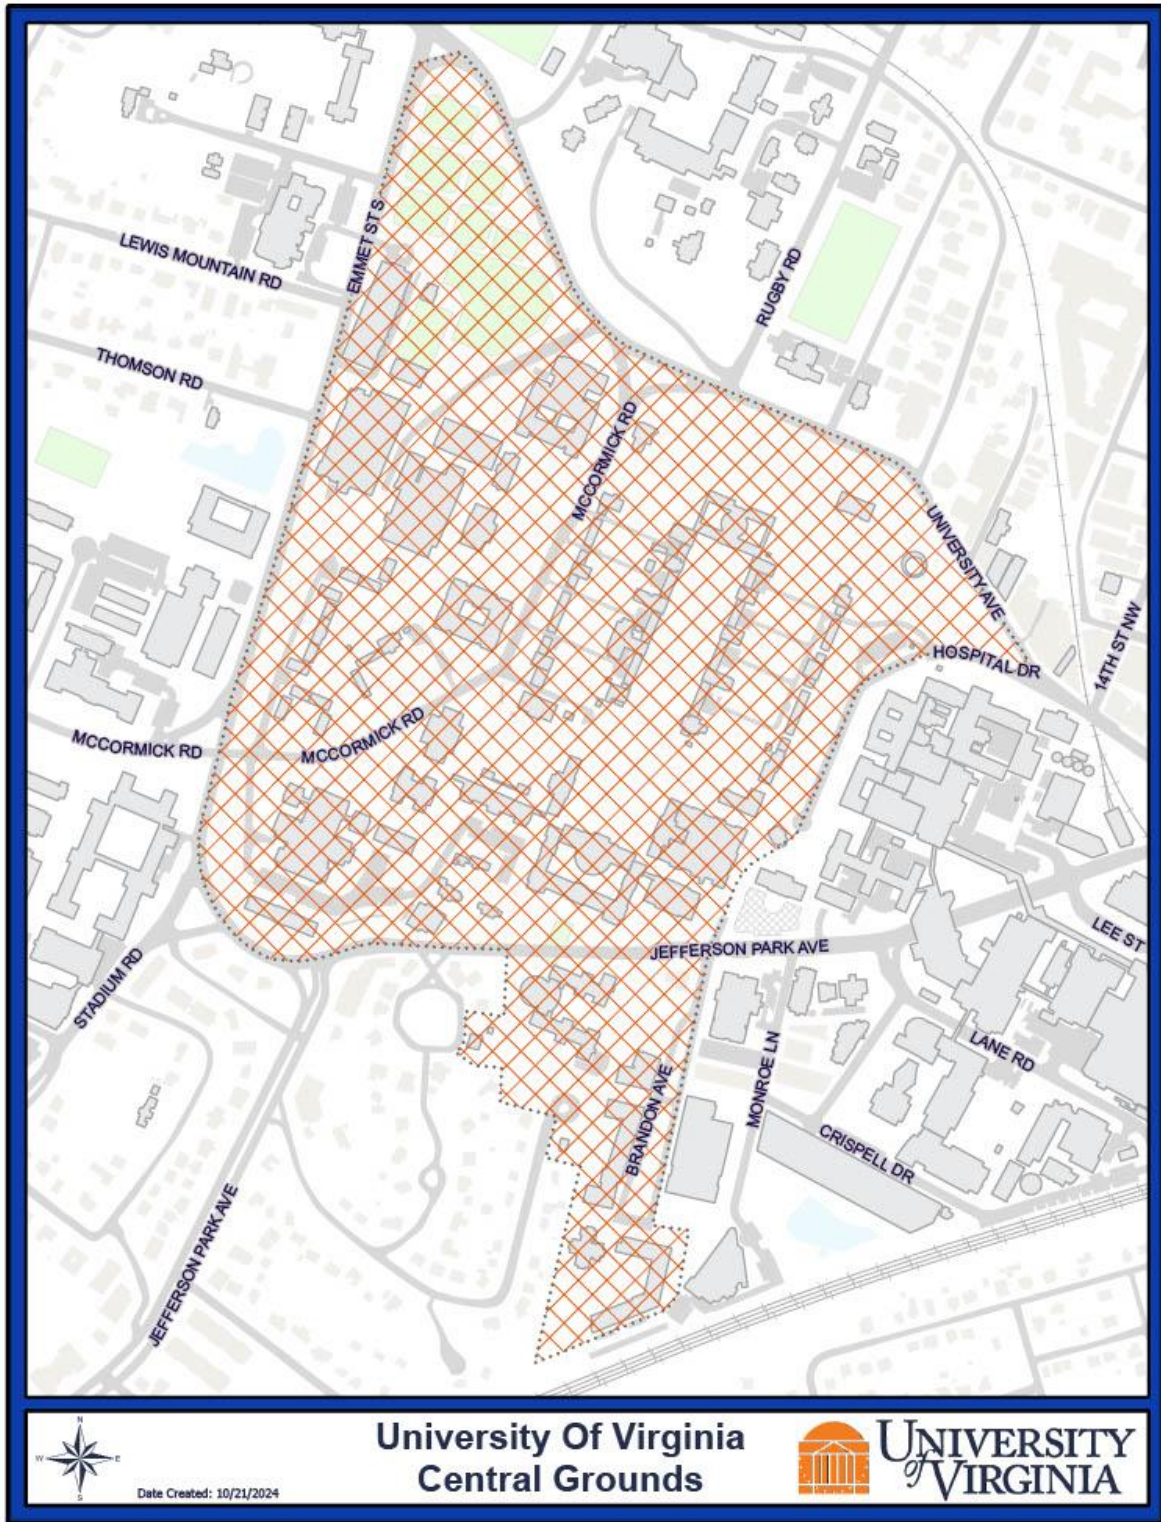 LEWIS MOUNTAIN RD
EMMET ST S
RUGBY RD
THOMSON RD
MCCORMICK RD
UNIVERSITY AVE
14TH ST NW
HOSPITAL DR
MCCORMICK RD
MCCORMICK RD
LEE ST
JEFFERSON PARK AVE
STADIUM RD
LANE RD
MONROE LN
BRANDON AVE
CRISPELL DR
JEFFERSON PARK AVE
N
W
E
S
Date Created: 10/21/2024
University Of Virginia
Central Grounds
UNIVERSITY
of VIRGINIA